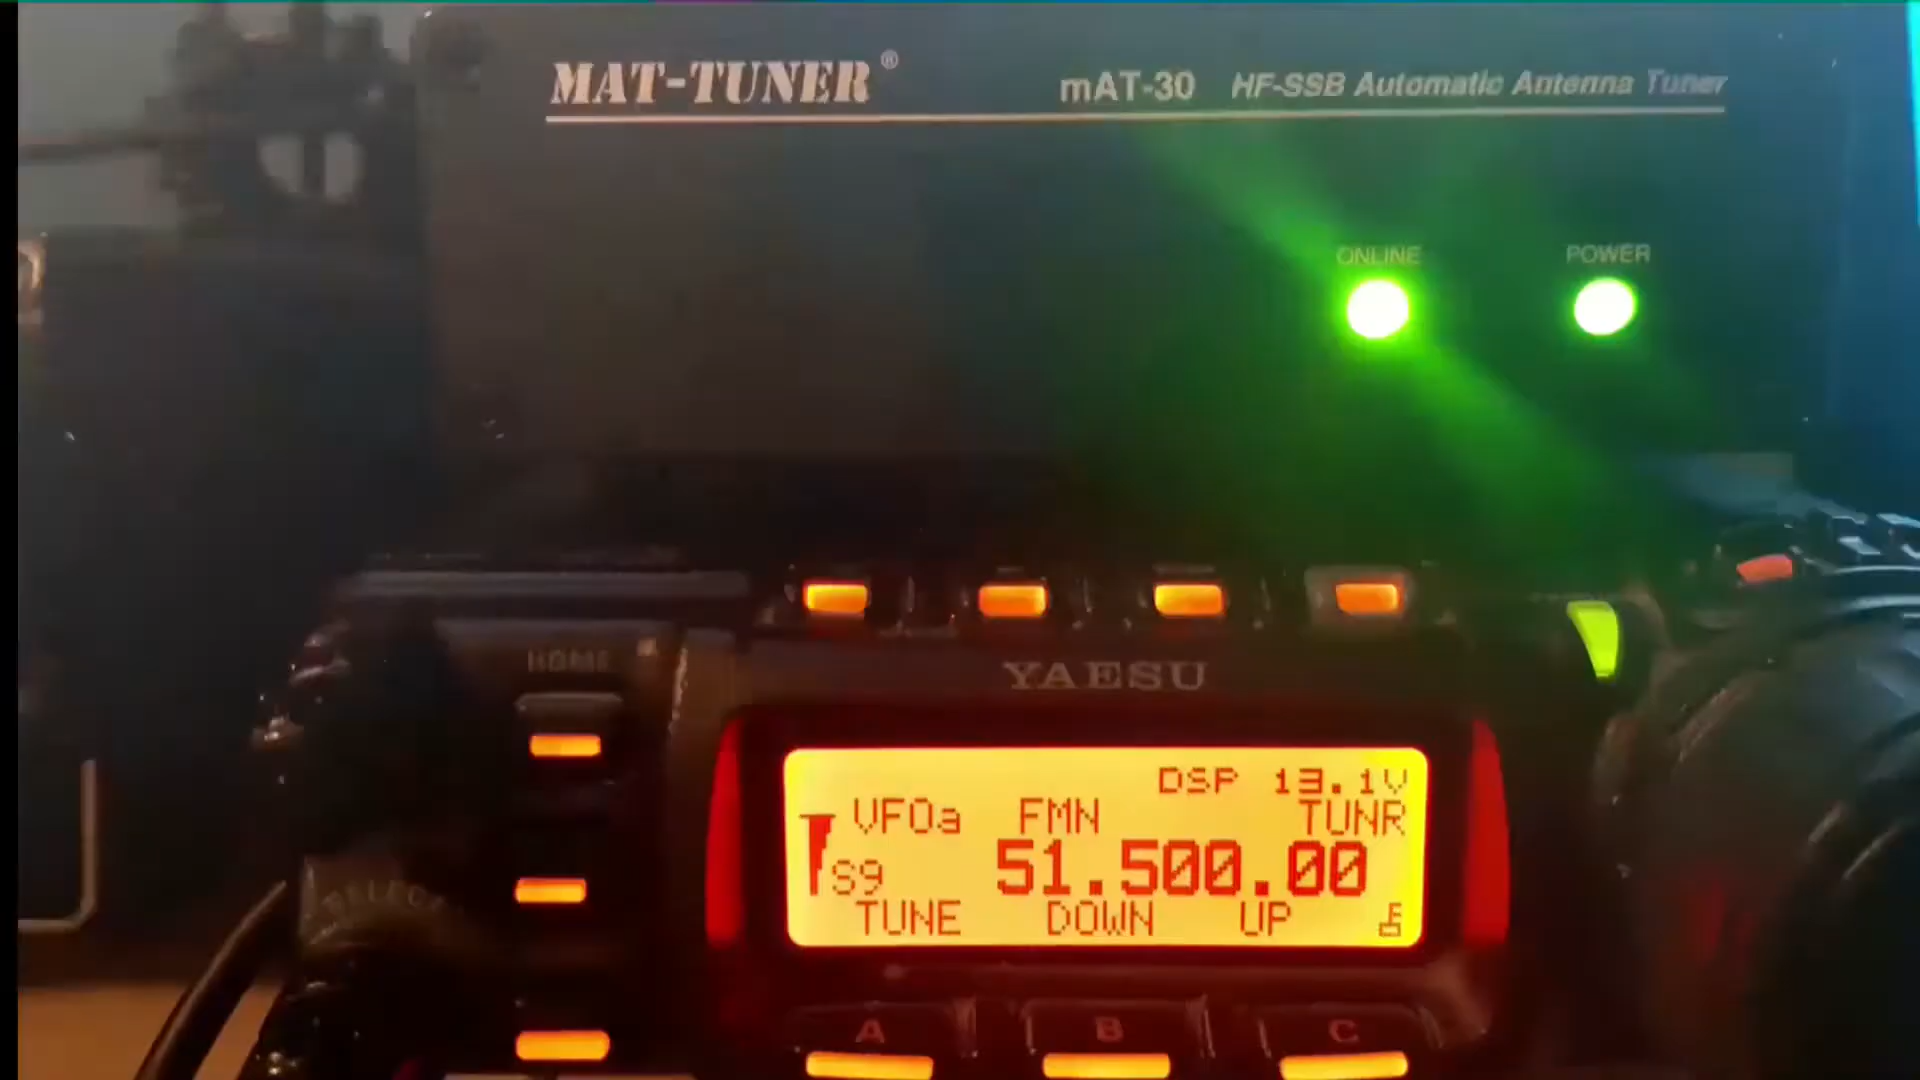 MAT-TUNER® mAT-30 HF-SSB Automatic Antenna Tuner
ONLINE POWER
HOME
YAESU
DSP 13.1V
VFOa FMN TUNR
S9 51.500.00
TUNE DOWN UP
SELECT
A B C